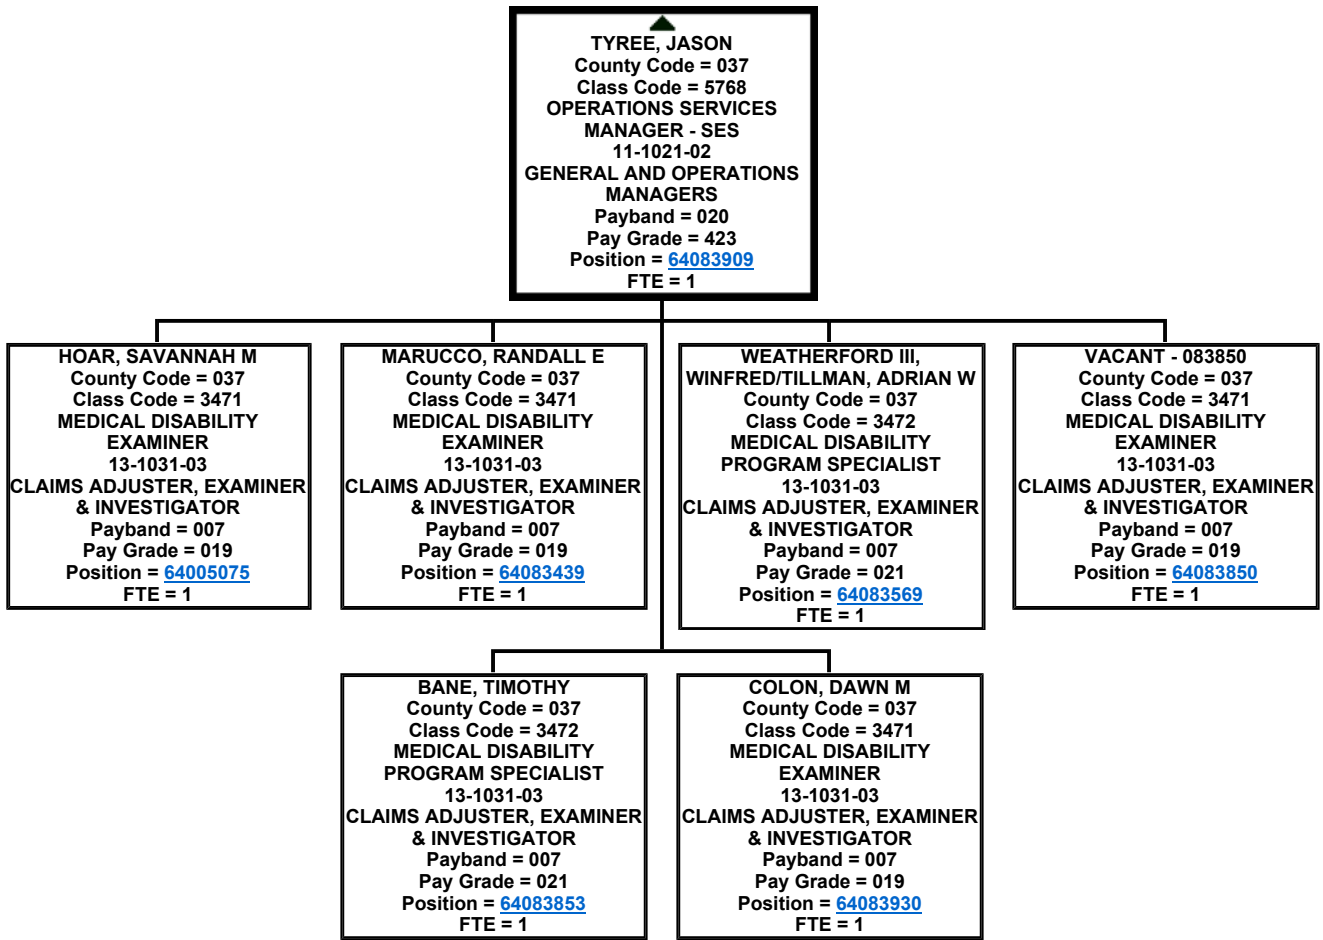 TYREE, JASON
County Code = 037
Class Code = 5768
OPERATIONS SERVICES
MANAGER - SES
11-1021-02
GENERAL AND OPERATIONS
MANAGERS
Payband = 020
Pay Grade = 423
Position = 64083909
FTE = 1
HOAR, SAVANNAH M
County Code = 037
Class Code = 3471
MEDICAL DISABILITY
EXAMINER
13-1031-03
CLAIMS ADJUSTER, EXAMINER
& INVESTIGATOR
Payband = 007
Pay Grade = 019
Position = 64005075
FTE = 1
MARUCCO, RANDALL E
County Code = 037
Class Code = 3471
MEDICAL DISABILITY
EXAMINER
13-1031-03
CLAIMS ADJUSTER, EXAMINER
& INVESTIGATOR
Payband = 007
Pay Grade = 019
Position = 64083439
FTE = 1
WEATHERFORD III,
WINFRED/TILLMAN, ADRIAN W
County Code = 037
Class Code = 3472
MEDICAL DISABILITY
PROGRAM SPECIALIST
13-1031-03
CLAIMS ADJUSTER, EXAMINER
& INVESTIGATOR
Payband = 007
Pay Grade = 021
Position = 64083569
FTE = 1
VACANT - 083850
County Code = 037
Class Code = 3471
MEDICAL DISABILITY
EXAMINER
13-1031-03
CLAIMS ADJUSTER, EXAMINER
& INVESTIGATOR
Payband = 007
Pay Grade = 019
Position = 64083850
FTE = 1
BANE, TIMOTHY
County Code = 037
Class Code = 3472
MEDICAL DISABILITY
PROGRAM SPECIALIST
13-1031-03
CLAIMS ADJUSTER, EXAMINER
& INVESTIGATOR
Payband = 007
Pay Grade = 021
Position = 64083853
FTE = 1
COLON, DAWN M
County Code = 037
Class Code = 3471
MEDICAL DISABILITY
EXAMINER
13-1031-03
CLAIMS ADJUSTER, EXAMINER
& INVESTIGATOR
Payband = 007
Pay Grade = 019
Position = 64083930
FTE = 1